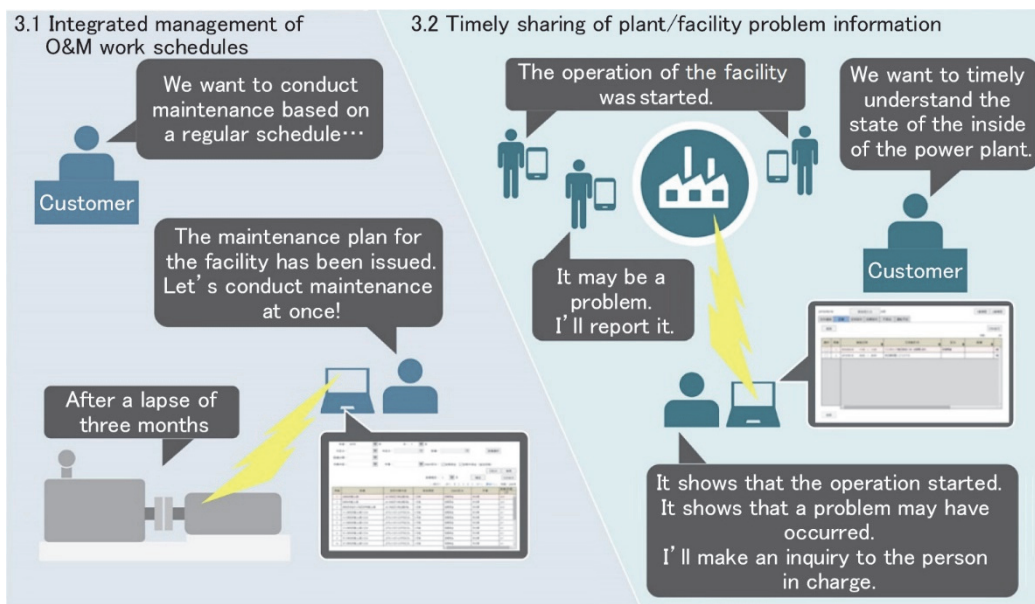 3.1 Integrated management of
O&M work schedules
We want to conduct
maintenance based on
a regular schedule…
Customer
The maintenance plan for
the facility has been issued.
Let's conduct maintenance
at once!
After a lapse of
three months
3.2 Timely sharing of plant/facility problem information
The operation of the facility
was started.
We want to timely
understand the
state of the inside
of the power plant.
Customer
It may be a
problem.
I'll report it.
It shows that the operation started.
It shows that a problem may have
occurred.
I'll make an inquiry to the person
in charge.